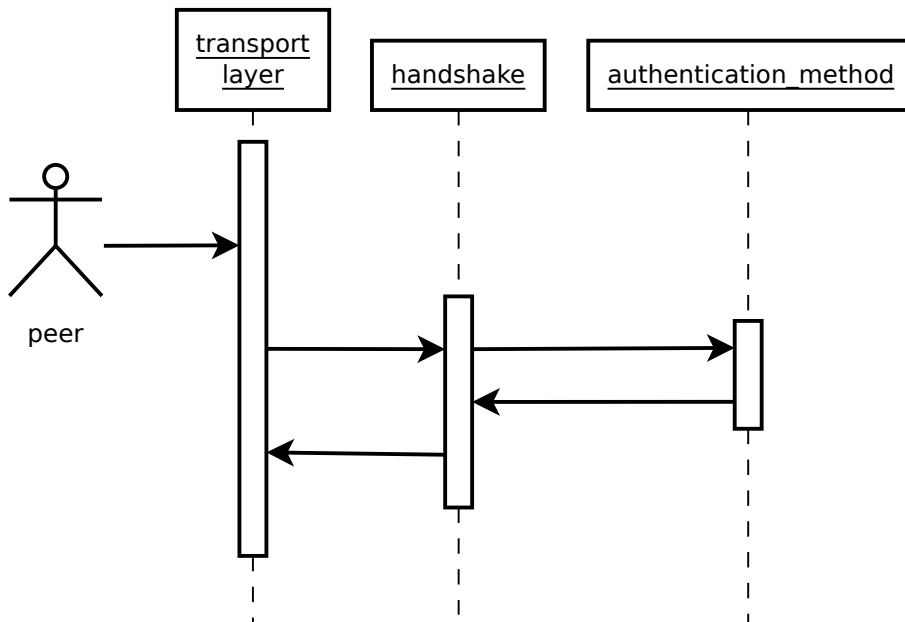 transport
layer
handshake
authentication_method
peer